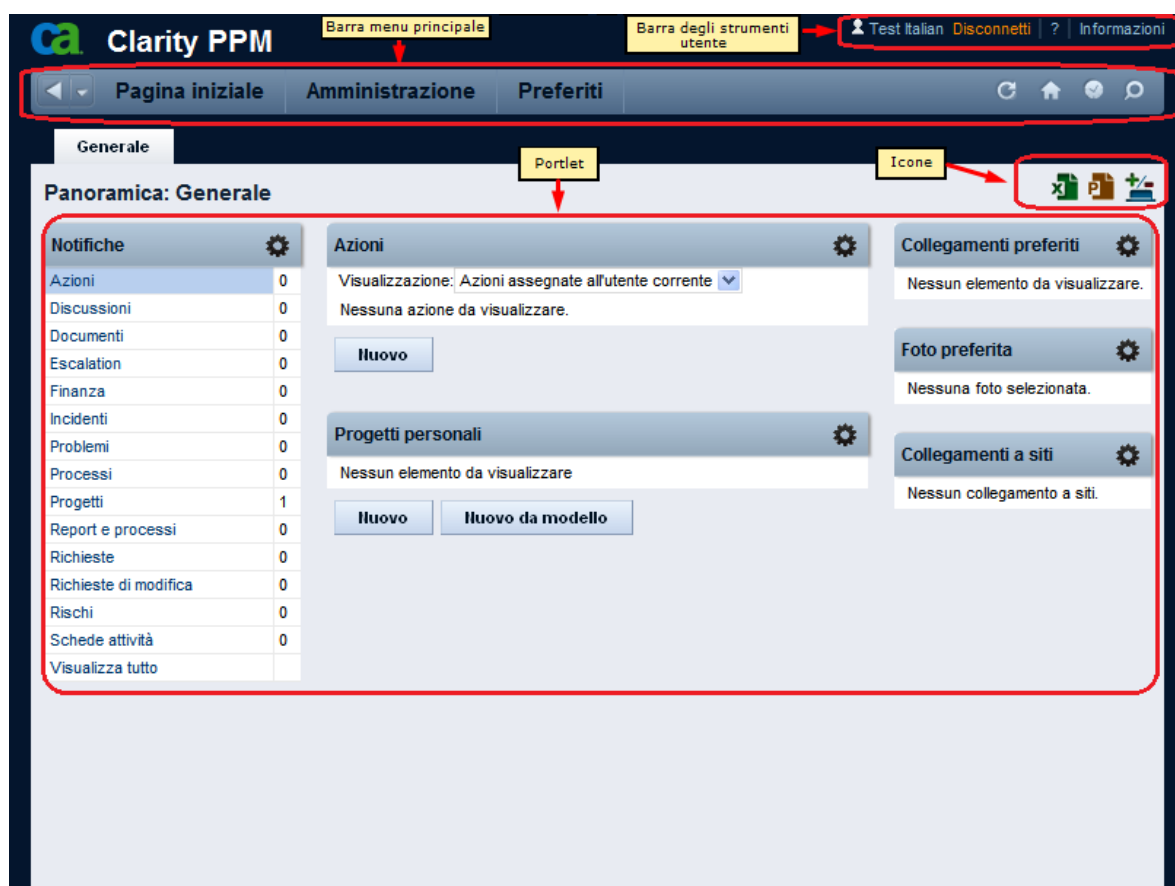 ca Clarity PPM
Barra menu principale
Barra degli strumenti
utente
Test Italian Disconnetti | ? | Informazioni
Pagina iniziale Amministrazione Preferiti
Generale
Portlet
Icone
Panoramica: Generale
Notifiche
Azioni 0
Discussioni 0
Documenti 0
Escalation 0
Finanza 0
Incidenti 0
Problemi 0
Processi 0
Progetti 1
Report e processi 0
Richieste 0
Richieste di modifica 0
Rischi 0
Schede attività 0
Visualizza tutto
Azioni
Visualizzazione: Azioni assegnate all'utente corrente
Nessuna azione da visualizzare.
Nuovo
Progetti personali
Nessun elemento da visualizzare
Nuovo Nuovo da modello
Collegamenti preferiti
Nessun elemento da visualizzare.
Foto preferita
Nessuna foto selezionata.
Collegamenti a siti
Nessun collegamento a siti.